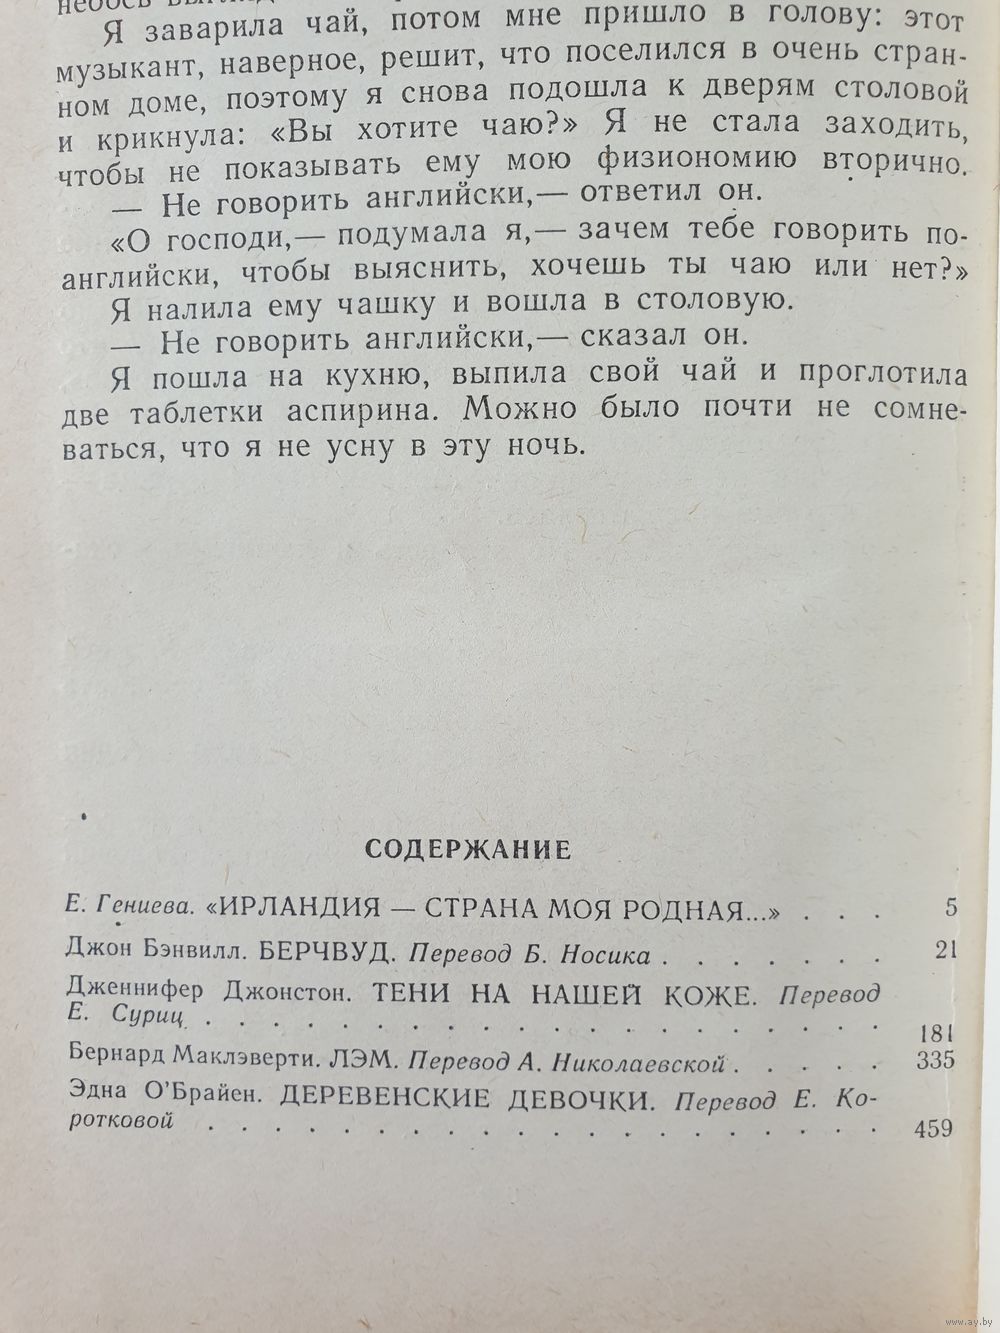 Я заварила чай, потом мне пришло в голову: этот
музыкант, наверное, решит, что поселился в очень стран-
ном доме, поэтому я снова подошла к дверям столовой
и крикнула: «Вы хотите чаю?» Я не стала заходить,
чтобы не показывать ему мою физиономию вторично.
— Не говорить английски,— ответил он.
«О господи,— подумала я,— зачем тебе говорить по-
английски, чтобы выяснить, хочешь ты чаю или нет?»
Я налила ему чашку и вошла в столовую.
— Не говорить английски,— сказал он.
Я пошла на кухню, выпила свой чай и проглотила
две таблетки аспирина. Можно было почти не сомне-
ваться, что я не усну в эту ночь.
СОДЕРЖАНИЕ
Е. Гениева. «ИРЛАНДИЯ — СТРАНА МОЯ РОДНАЯ...» . . . 5
Джон Бэнвилл. БЕРЧВУД. Перевод Б. Носика . . . . . . . 21
Дженнифер Джонстон. ТЕНИ НА НАШЕЙ КОЖЕ. Перевод
Е. Суриц . . . . . . . . . . . . . . . . . . . . 181
Бернард Маклэверти. ЛЭМ. Перевод А. Николаевской . . . . . 335
Эдна О'Брайен. ДЕРЕВЕНСКИЕ ДЕВОЧКИ. Перевод Е. Ко-
ротковой . . . . . . . . . . . . . . . . . . . . 459
www.ay.by